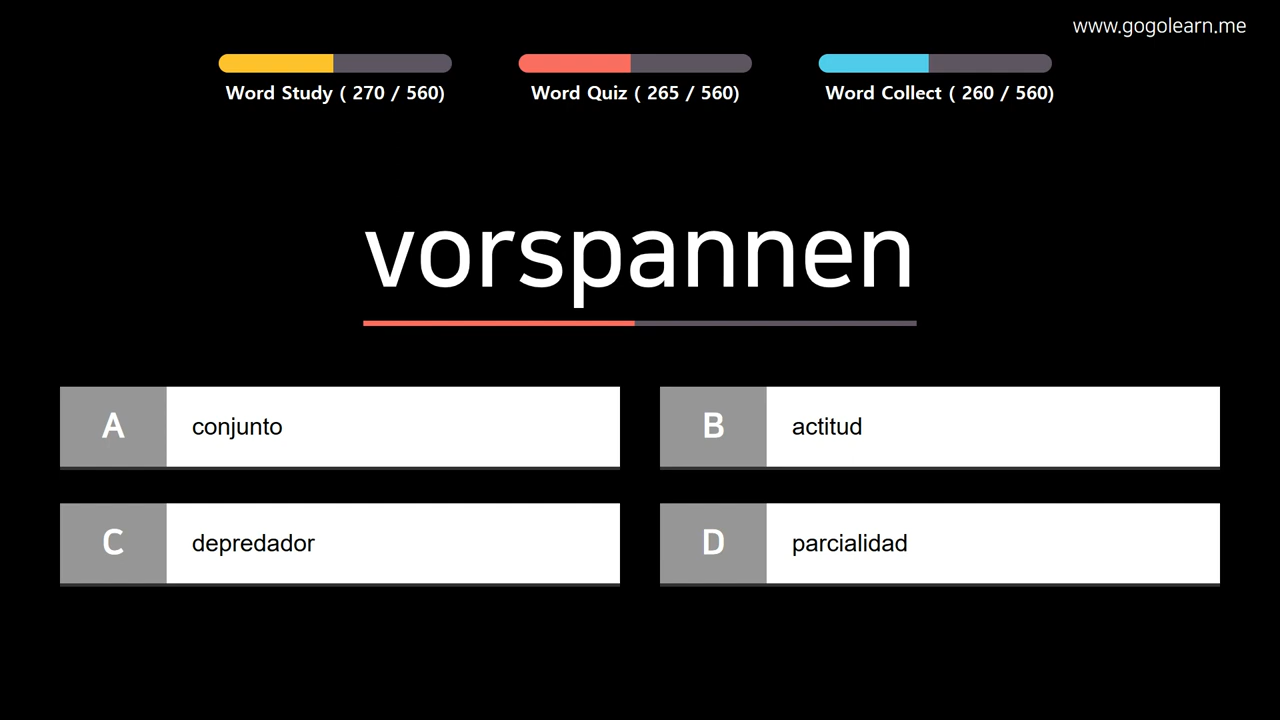 www.gogolearn.me
Word Study ( 270 / 560)
Word Quiz ( 265 / 560)
Word Collect ( 260 / 560)
vorspannen
A conjunto
B actitud
C depredador
D parcialidad